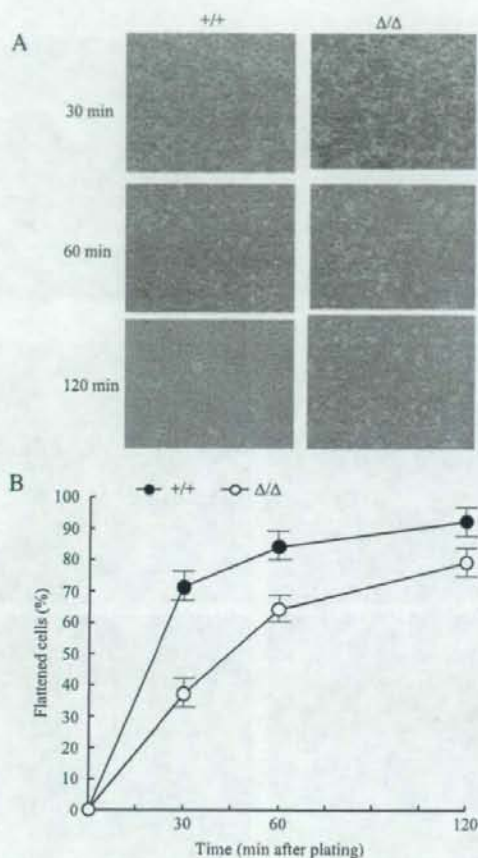 +/+ Δ/Δ
A
30 min
60 min
120 min
B
+/+ Δ/Δ
100
90
80
70
60
50
40
30
20
10
0
Flattened cells (%)
30 60 120
Time (min after plating)